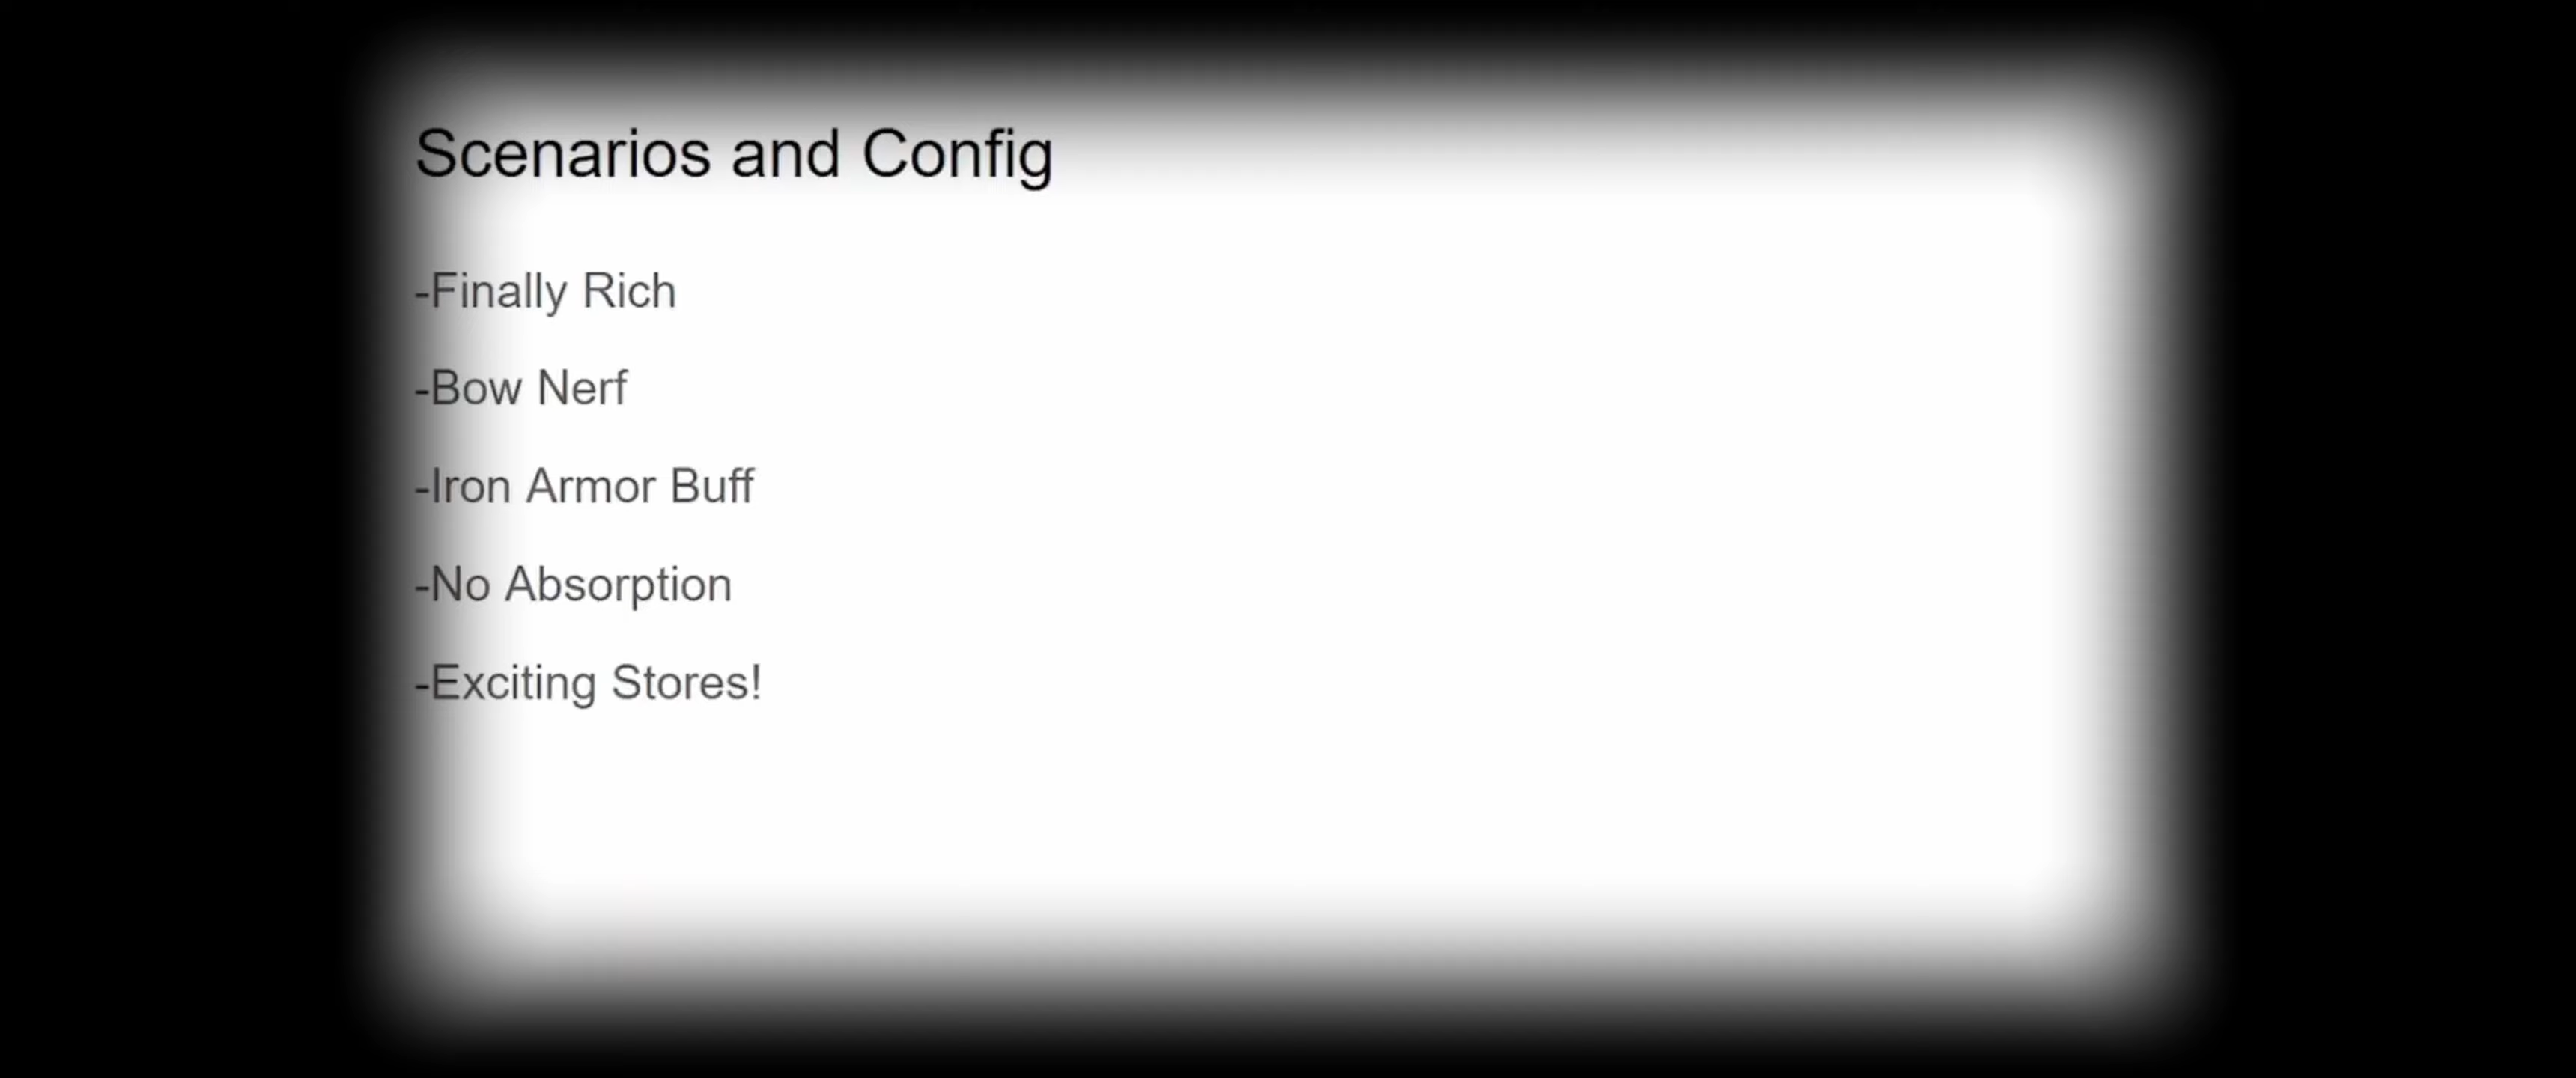 Scenarios and Config
-Finally Rich
-Bow Nerf
-Iron Armor Buff
-No Absorption
-Exciting Stores!